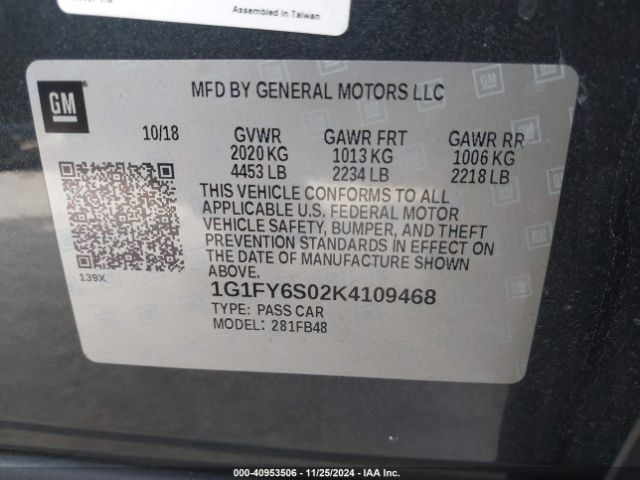 Assembled in Taiwan
GM
MFD BY GENERAL MOTORS LLC
10/18 GVWR GAWR FRT GAWR RR
2020 KG 1013 KG 1006 KG
4453 LB 2234 LB 2218 LB
THIS VEHICLE CONFORMS TO ALL
APPLICABLE U.S. FEDERAL MOTOR
VEHICLE SAFETY, BUMPER, AND THEFT
PREVENTION STANDARDS IN EFFECT ON
THE DATE OF MANUFACTURE SHOWN
ABOVE.
139X
1G1FY6S02K4109468
TYPE: PASS CAR
MODEL: 281FB48
000-40953506 - 11/25/2024 - IAA Inc.